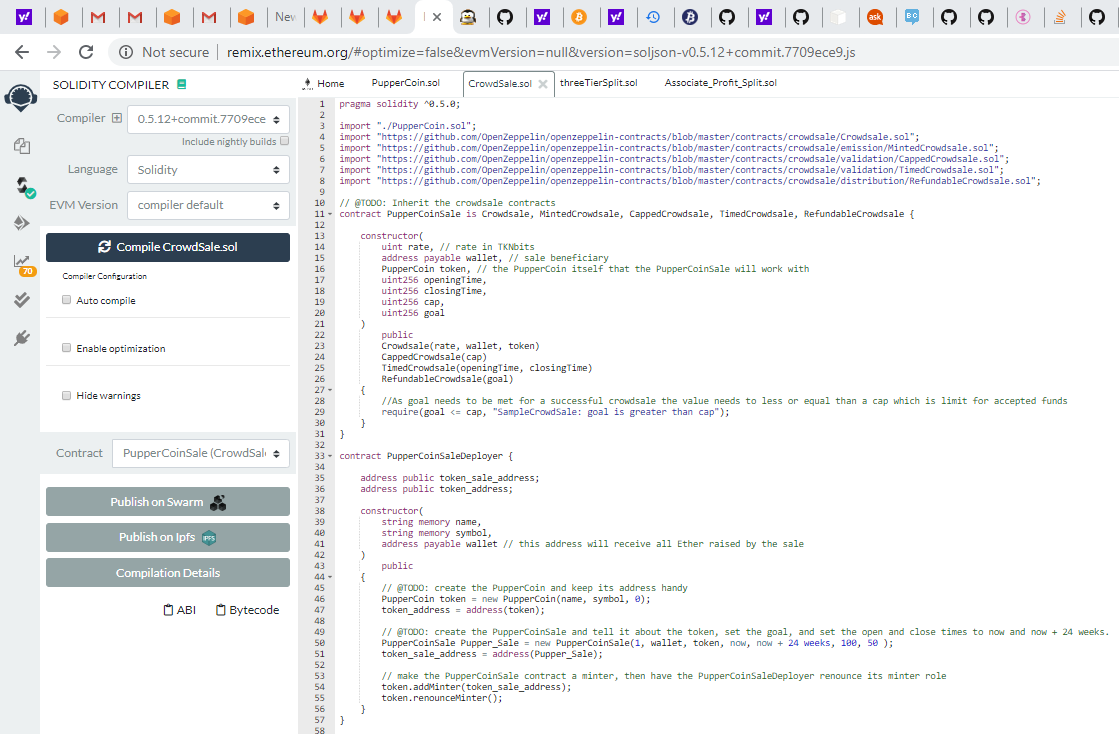 New
Not secure
remix.ethereum.org/#optimize=false&evmVersion=null&version=soljson-v0.5.12+commit.7709ece9.js
SOLIDITY COMPILER
Compiler
0.5.12+commit.7709ece
Include nightly builds
Language
Solidity
EVM Version
compiler default
Compile CrowdSale.sol
Compiler Configuration
Auto compile
Enable optimization
Hide warnings
70
Contract
PupperCoinSale (CrowdSal
Publish on Swarm
Publish on Ipfs
IPFS
Compilation Details
ABI
Bytecode
Home
PupperCoin.sol
CrowdSale.sol
threeTierSplit.sol
Associate_Profit_Split.sol
1 pragma solidity ^0.5.0;
2
3 import "./PupperCoin.sol";
4 import "https://github.com/OpenZeppelin/openzeppelin-contracts/blob/master/contracts/crowdsale/Crowdsale.sol";
5 import "https://github.com/OpenZeppelin/openzeppelin-contracts/blob/master/contracts/crowdsale/emission/MintedCrowdsale.sol";
6 import "https://github.com/OpenZeppelin/openzeppelin-contracts/blob/master/contracts/crowdsale/validation/CappedCrowdsale.sol";
7 import "https://github.com/OpenZeppelin/openzeppelin-contracts/blob/master/contracts/crowdsale/validation/TimedCrowdsale.sol";
8 import "https://github.com/OpenZeppelin/openzeppelin-contracts/blob/master/contracts/crowdsale/distribution/RefundableCrowdsale.sol";
9
10 // @TODO: Inherit the crowdsale contracts
11 contract PupperCoinSale is Crowdsale, MintedCrowdsale, CappedCrowdsale, TimedCrowdsale, RefundableCrowdsale {
12
13 constructor(
14 uint rate, // rate in TKNbits
15 address payable wallet, // sale beneficiary
16 PupperCoin token, // the PupperCoin itself that the PupperCoinSale will work with
17 uint256 openingTime,
18 uint256 closingTime,
19 uint256 cap,
20 uint256 goal
21 )
22 public
23 Crowdsale(rate, wallet, token)
24 CappedCrowdsale(cap)
25 TimedCrowdsale(openingTime, closingTime)
26 RefundableCrowdsale(goal)
27 {
28 //As goal needs to be met for a successful crowdsale the value needs to less or equal than a cap which is limit for accepted funds
29 require(goal <= cap, "SampleCrowdSale: goal is greater than cap");
30 }
31 }
32
33 contract PupperCoinSaleDeployer {
34
35 address public token_sale_address;
36 address public token_address;
37
38 constructor(
39 string memory name,
40 string memory symbol,
41 address payable wallet // this address will receive all Ether raised by the sale
42 )
43 public
44 {
45 // @TODO: create the PupperCoin and keep its address handy
46 PupperCoin token = new PupperCoin(name, symbol, 0);
47 token_address = address(token);
48
49 // @TODO: create the PupperCoinSale and tell it about the token, set the goal, and set the open and close times to now and now + 24 weeks.
50 PupperCoinSale Pupper_Sale = new PupperCoinSale(1, wallet, token, now, now + 24 weeks, 100, 50 );
51 token_sale_address = address(Pupper_Sale);
52
53 // make the PupperCoinSale contract a minter, then have the PupperCoinSaleDeployer renounce its minter role
54 token.addMinter(token_sale_address);
55 token.renounceMinter();
56 }
57 }
58